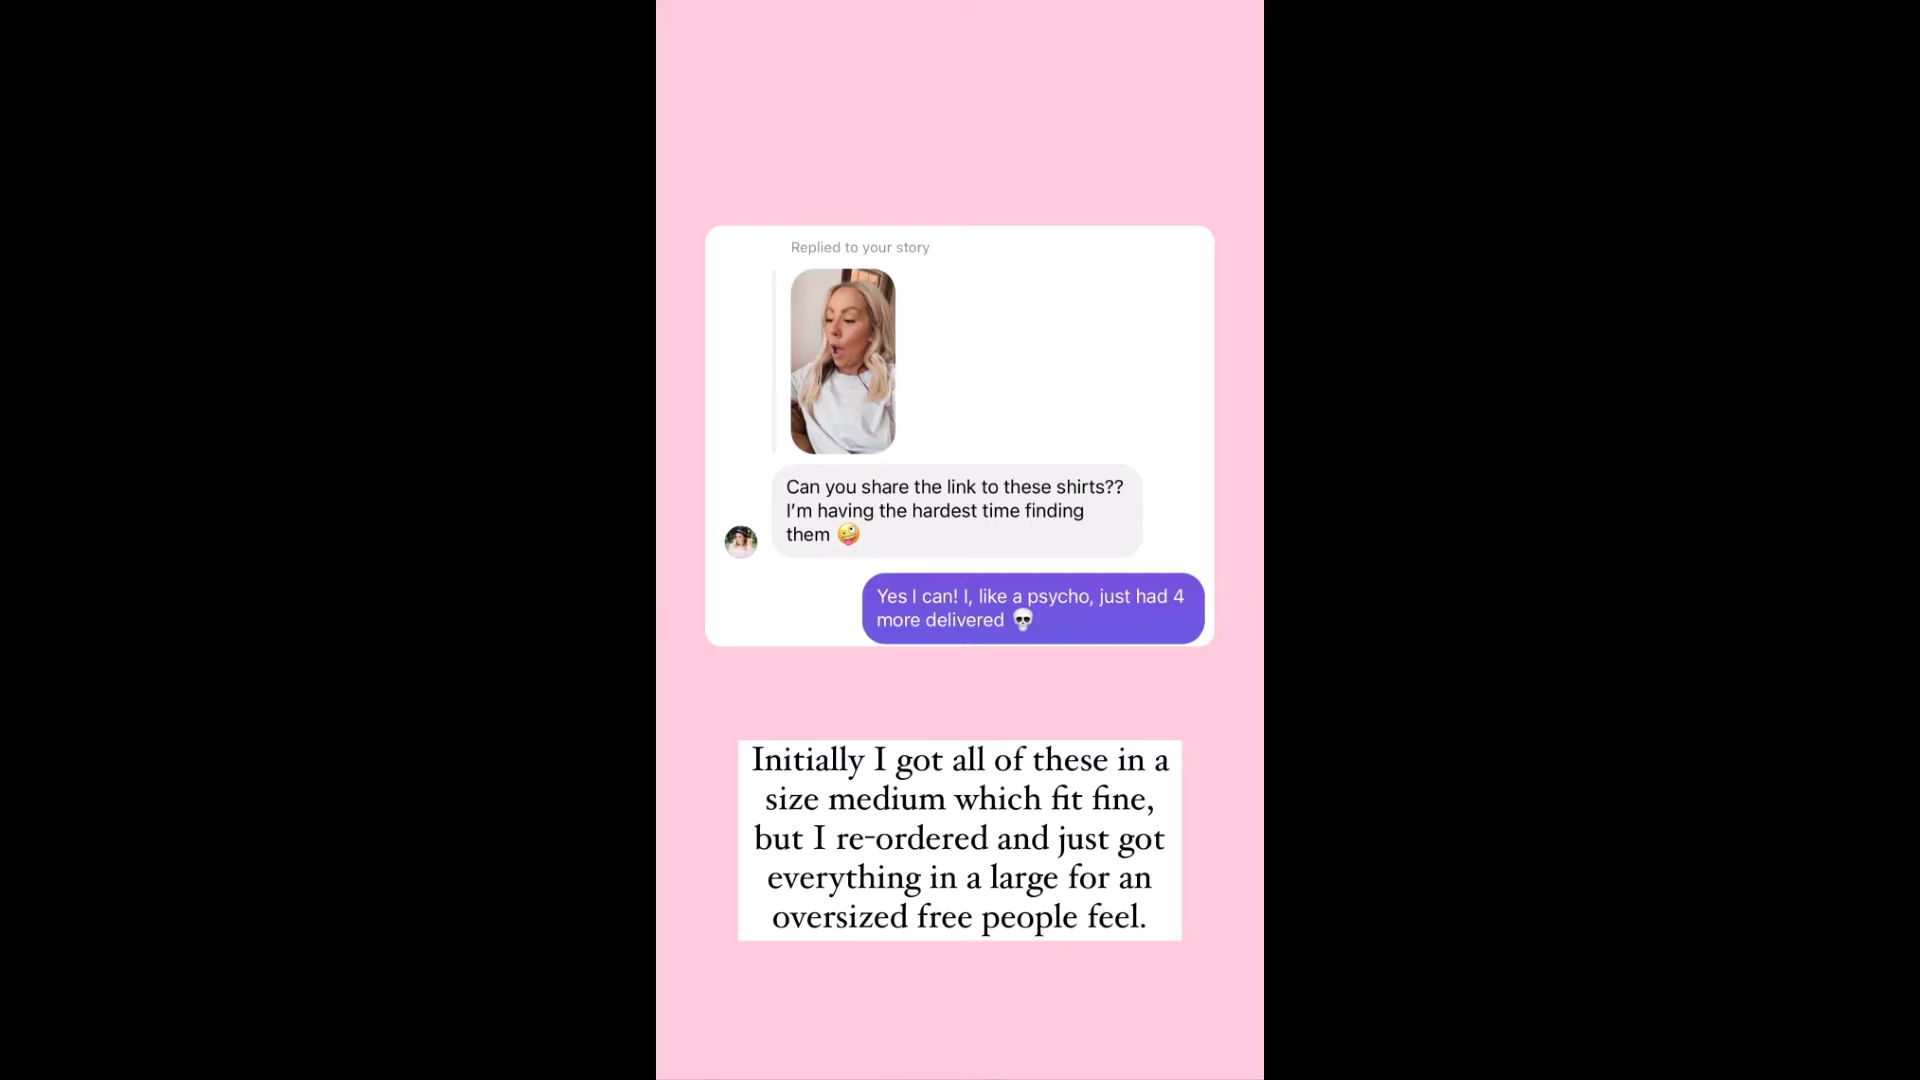 Replied to your story
Can you share the link to these shirts??
I'm having the hardest time finding
them 🤪
Yes I can! I, like a psycho, just had 4
more delivered 💀
Initially I got all of these in a
size medium which fit fine,
but I re-ordered and just got
everything in a large for an
oversized free people feel.